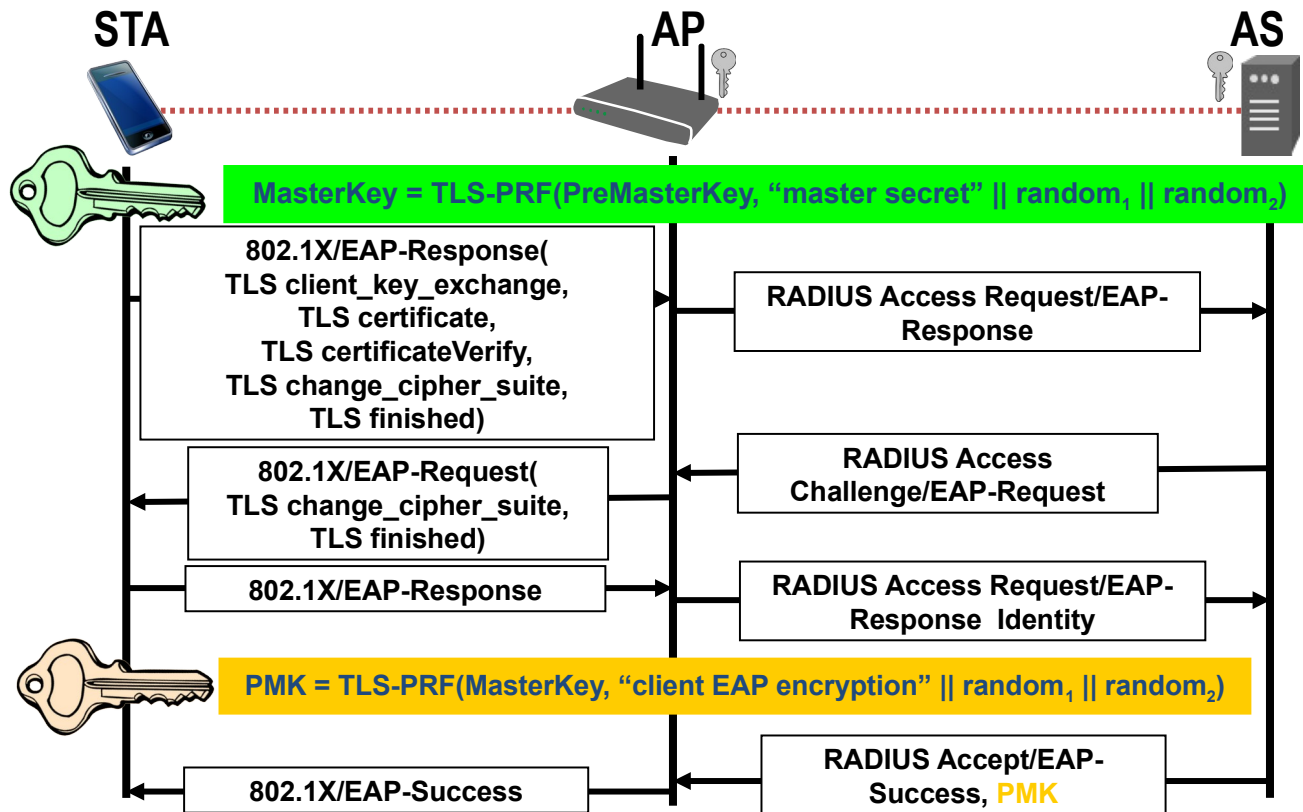 STA
AP
AS
MasterKey = TLS-PRF(PreMasterKey, “master secret” || random₁ || random₂)
802.1X/EAP-Response(
TLS client_key_exchange,
TLS certificate,
TLS certificateVerify,
TLS change_cipher_suite,
TLS finished)
RADIUS Access Request/EAP-
Response
RADIUS Access
Challenge/EAP-Request
802.1X/EAP-Request(
TLS change_cipher_suite,
TLS finished)
802.1X/EAP-Response
RADIUS Access Request/EAP-
Response Identity
PMK = TLS-PRF(MasterKey, “client EAP encryption” || random₁ || random₂)
RADIUS Accept/EAP-
Success, PMK
802.1X/EAP-Success